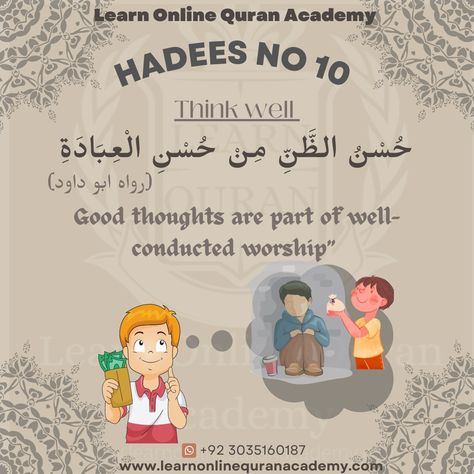 Learn Online Quran Academy
HADEES NO 10
Think well
حُسْنُ الظَّنِّ مِنْ حُسْنِ الْعِبَادَةِ
(رواه ابو داود)
Good thoughts are part of well-
conducted worship”
+92 3035160187
www.learnonlinequranacademy.com